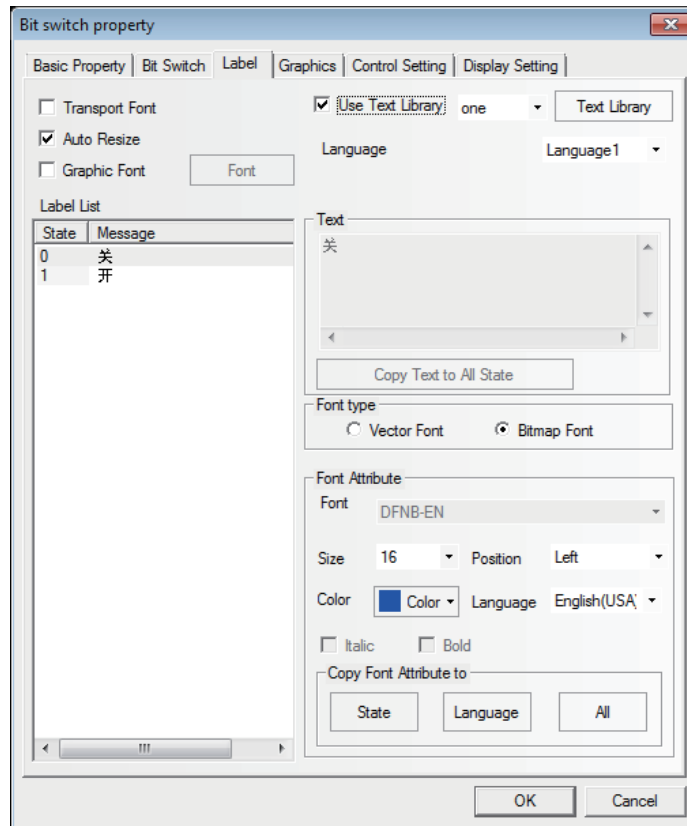 Bit switch property
Basic Property Bit Switch Label Graphics Control Setting Display Setting
Transport Font
Auto Resize
Graphic Font Font
Use Text Library one Text Library
Language Language1
Label List
State Message
0 关
1 开
Text
关
Copy Text to All State
Font type
Vector Font Bitmap Font
Font Attribute
Font DFNB-EN
Size 16 Position Left
Color Color Language English(USA)
Italic Bold
Copy Font Attribute to
State Language All
OK Cancel